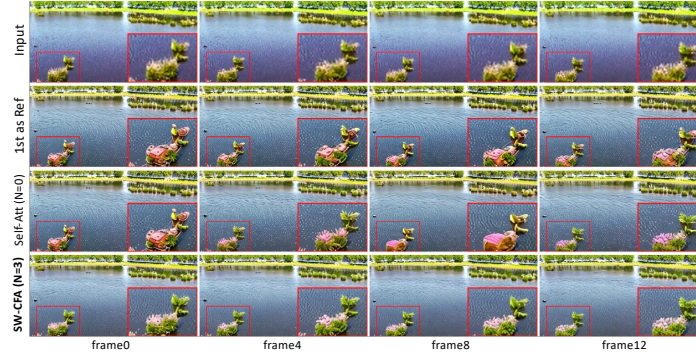 Input
1st as Ref
Self-Att (N=0)
SW-CFA (N=3)
frame0 frame4 frame8 frame12